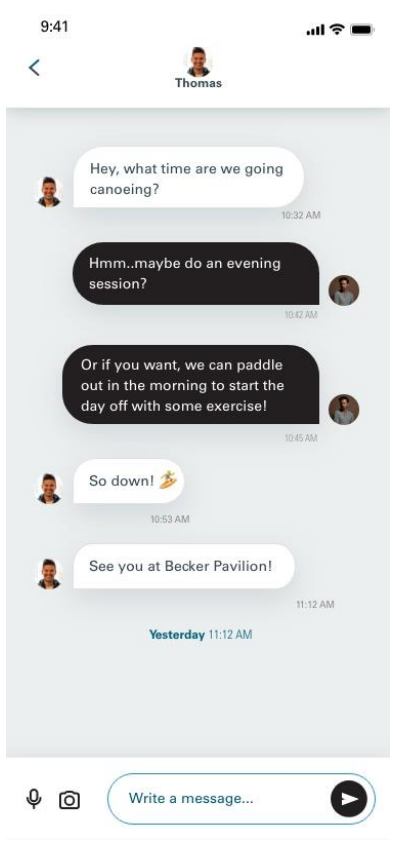 9:41
Thomas
Hey, what time are we going
canoeing?
10:32 AM
Hmm..maybe do an evening
session?
10:42 AM
Or if you want, we can paddle
out in the morning to start the
day off with some exercise!
10:45 AM
So down! 🏄
10:53 AM
See you at Becker Pavilion!
11:12 AM
Yesterday 11:12 AM
Write a message...